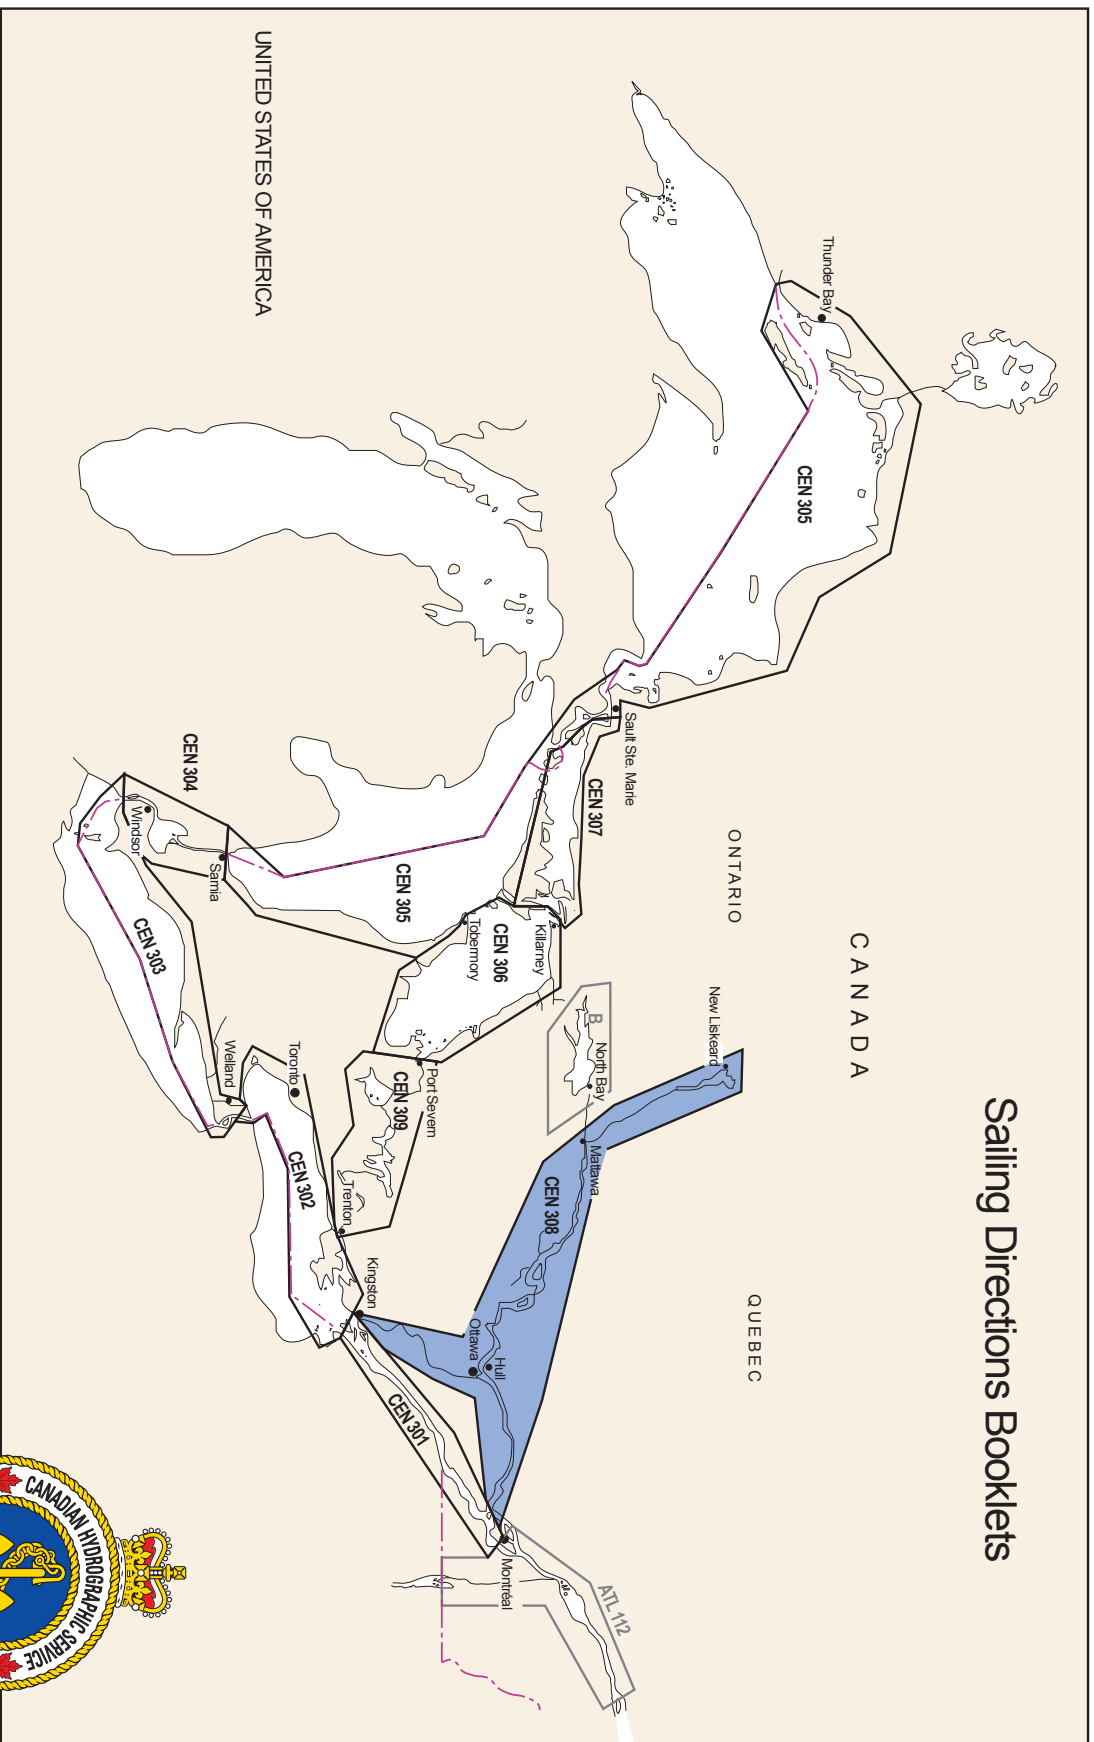 Sailing Directions Booklets
CANADA
ONTARIO
QUEBEC
UNITED STATES OF AMERICA
Thunder Bay
CEN 305
Sault Ste. Marie
CEN 307
New Liskeard
B
North Bay
Mattawa
CEN 308
Killarney
CEN 306
Tobermory
CEN 305
Port Severn
CEN 309
Trenton
Kingston
Ottawa
Hull
CEN 301
Montréal
ATL 112
CEN 304
Windsor
Sarnia
CEN 303
Welland
Toronto
CEN 302
CANADIAN HYDROGRAPHIC SERVICE